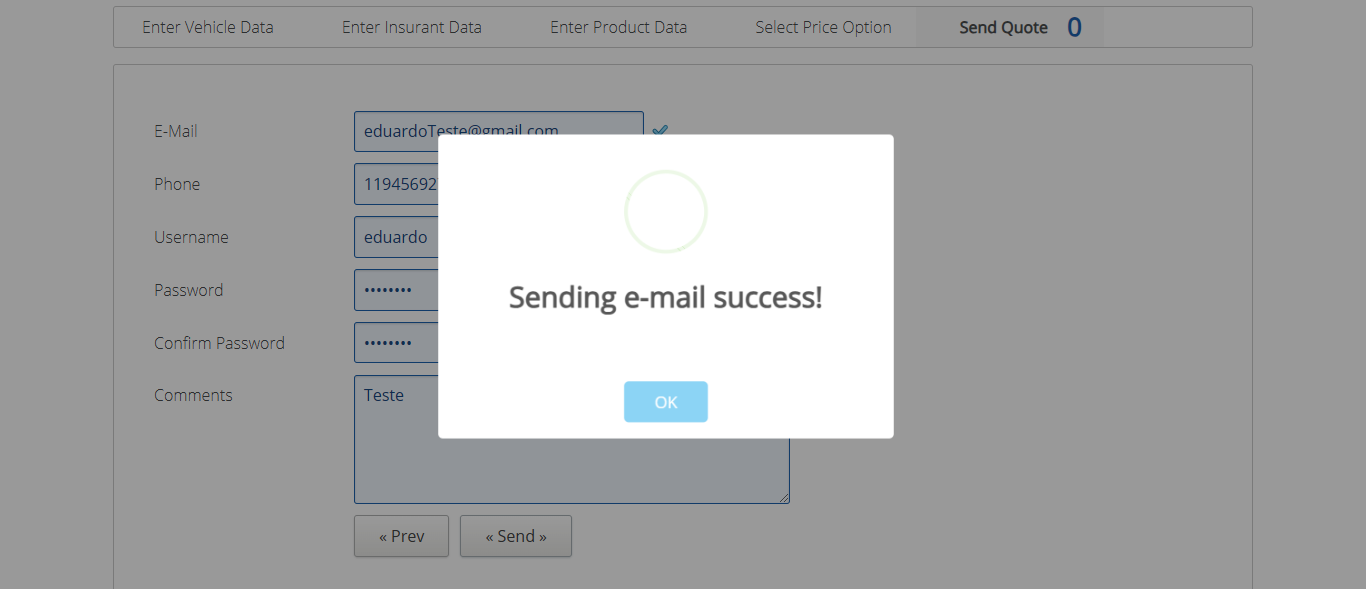 Enter Vehicle Data Enter Insurant Data Enter Product Data Select Price Option Send Quote 0
E-Mail eduardoTeste@gmail.com
Phone 11945692
Username eduardo
Password ••••••••
Confirm Password ••••••••
Comments Teste
Sending e-mail success!
OK
« Prev « Send »